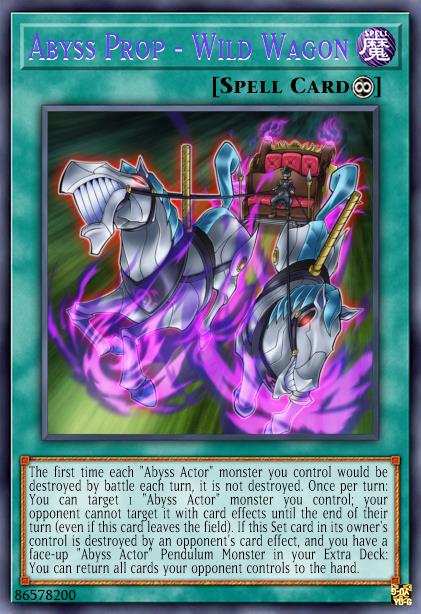 Abyss Prop - Wild Wagon
SPELL
魔
[Spell Card]
The first time each "Abyss Actor" monster you control would be
destroyed by battle each turn, it is not destroyed. Once per turn:
You can target 1 "Abyss Actor" monster you control; your
opponent cannot target it with card effects until the end of their
turn (even if this card leaves the field). If this Set card in its owner's
control is destroyed by an opponent's card effect, and you have a
face-up "Abyss Actor" Pendulum Monster in your Extra Deck:
You can return all cards your opponent controls to the hand.
86578200